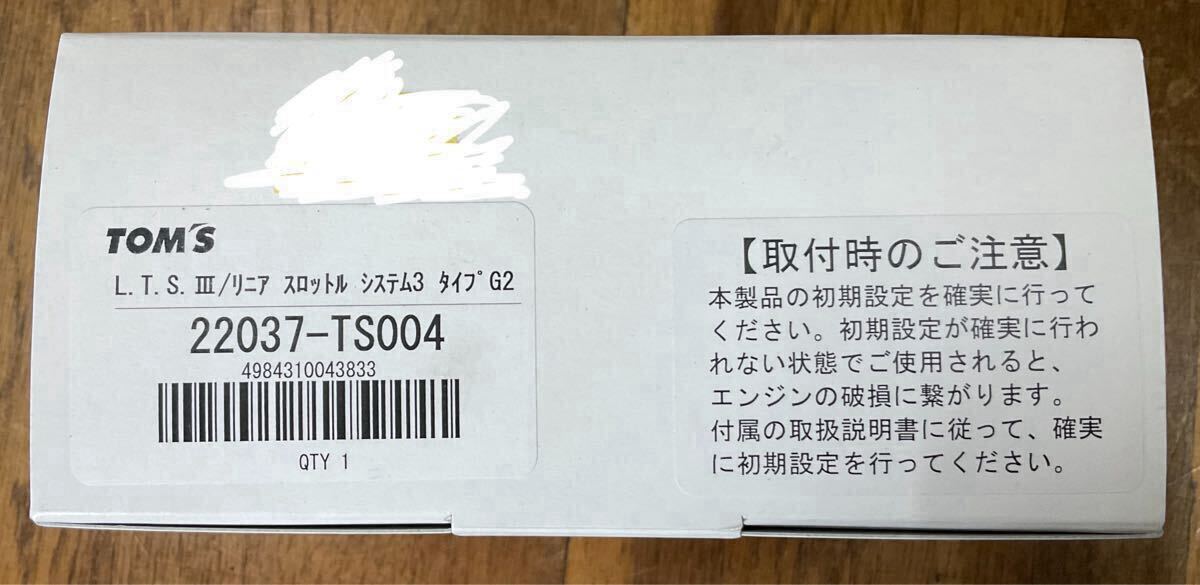 TOM'S
L.T.S.Ⅲ/ﾘﾆｱ ｽﾛｯﾄﾙ ｼｽﾃﾑ3 ﾀｲﾌﾟG2
22037-TS004
4984310043833
QTY 1
【取付時のご注意】
本製品の初期設定を確実に行って
ください。初期設定が確実に行わ
れない状態でご使用されると、
エンジンの破損に繋がります。
付属の取扱説明書に従って、確実
に初期設定を行ってください。